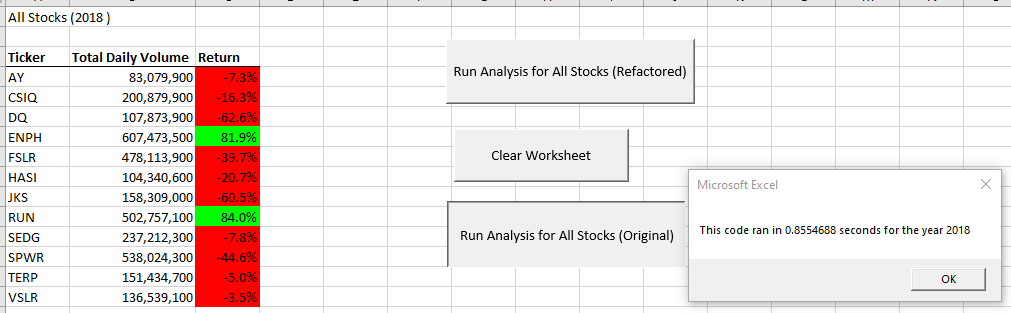 All Stocks (2018 )
Ticker Total Daily Volume Return
AY 83,079,900 -7.3%
CSIQ 200,879,900 -16.3%
DQ 107,873,900 -62.6%
ENPH 607,473,500 81.9%
FSLR 478,113,900 -39.7%
HASI 104,340,600 -20.7%
JKS 158,309,000 -60.5%
RUN 502,757,100 84.0%
SEDG 237,212,300 -7.8%
SPWR 538,024,300 -44.6%
TERP 151,434,700 -5.0%
VSLR 136,539,100 -3.5%
Run Analysis for All Stocks (Refactored)
Clear Worksheet
Run Analysis for All Stocks (Original)
Microsoft Excel
This code ran in 0.8554688 seconds for the year 2018
OK